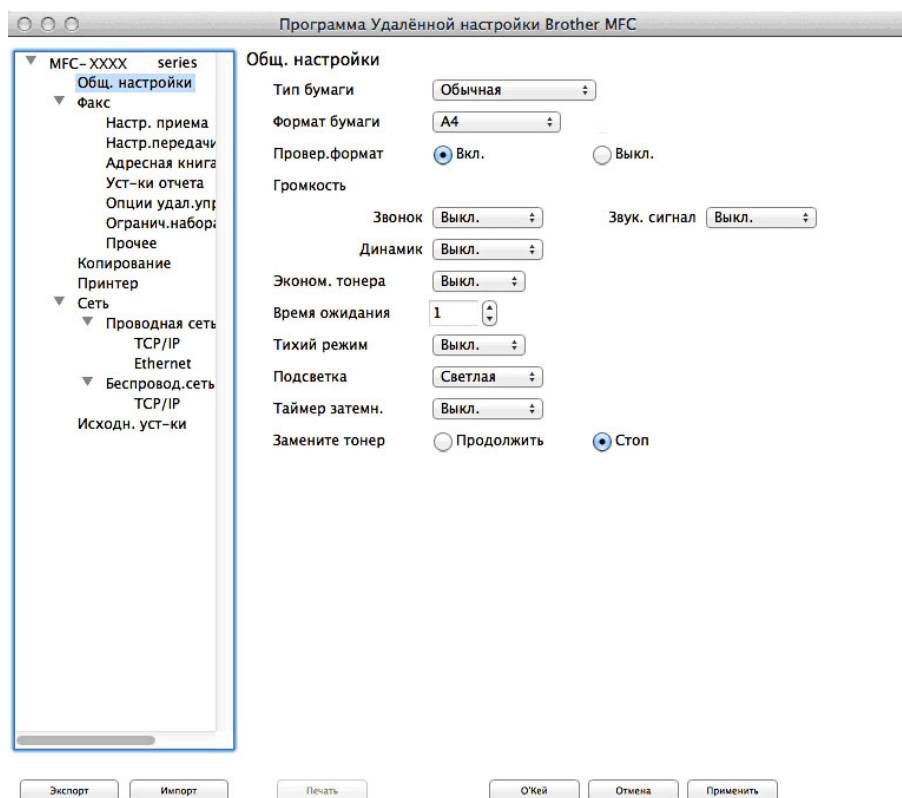 Программа Удалённой настройки Brother MFC
MFC-XXXX series
Общ. настройки
Факс
Настр. приема
Настр.передачи
Адресная книга
Уст-ки отчета
Опции удал.упр
Огранич.набора
Прочее
Копирование
Принтер
Сеть
Проводная сеть
TCP/IP
Ethernet
Беспровод.сеть
TCP/IP
Исходн. уст-ки
Общ. настройки
Тип бумаги Обычная
Формат бумаги A4
Провер.формат Вкл. Выкл.
Громкость
Звонок Выкл. Звук. сигнал Выкл.
Динамик Выкл.
Эконом. тонера Выкл.
Время ожидания 1
Тихий режим Выкл.
Подсветка Светлая
Таймер затемн. Выкл.
Замените тонер Продолжить Стоп
Экспорт Импорт Печать О'Кей Отмена Применить